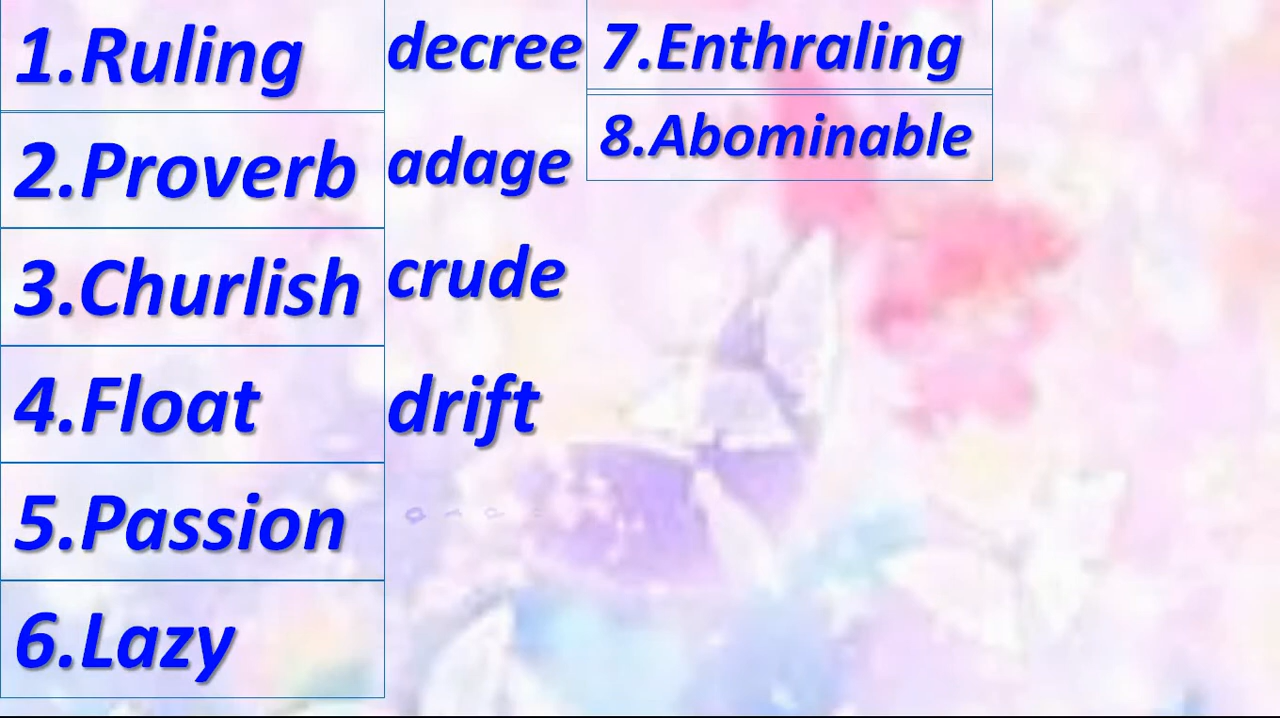 1.Ruling
decree
2.Proverb
adage
3.Churlish
crude
4.Float
drift
5.Passion
6.Lazy
7.Enthraling
8.Abominable